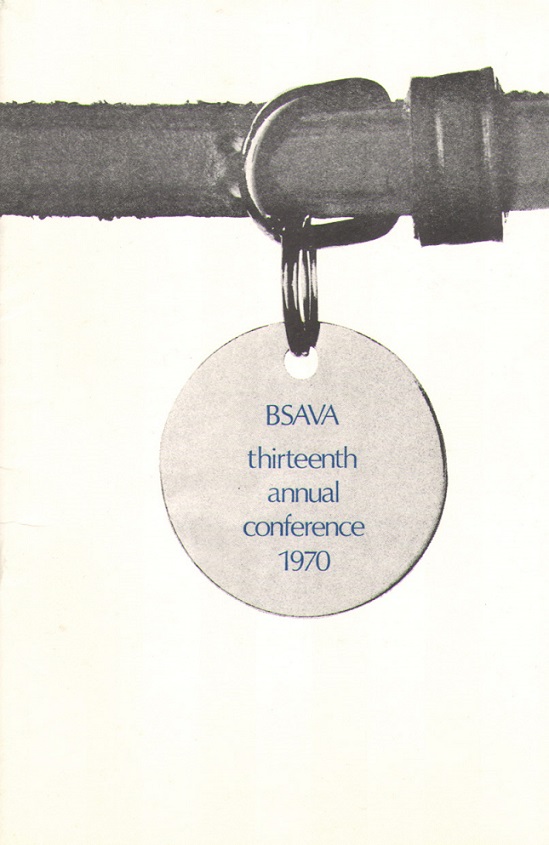 BSAVA
thirteenth
annual
conference
1970